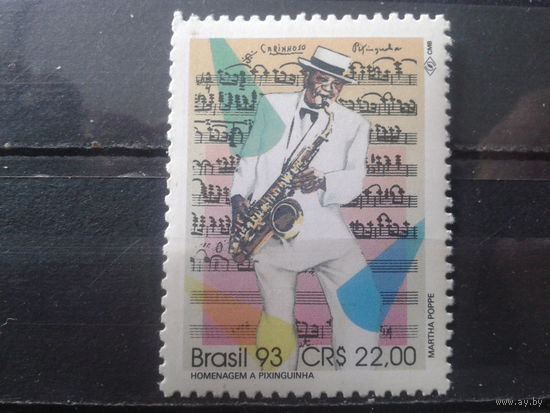 CARINHOSO Pixinguinha
CMB
Brasil 93 CR$ 22,00
HOMENAGEM A PIXINGUINHA
MARTHA POPPE
www.ay.by